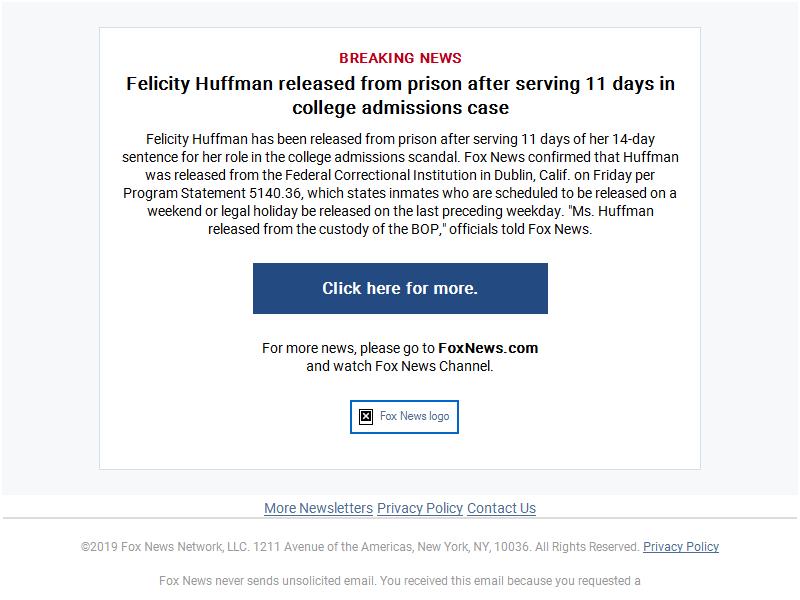 BREAKING NEWS
Felicity Huffman released from prison after serving 11 days in
college admissions case
Felicity Huffman has been released from prison after serving 11 days of her 14-day
sentence for her role in the college admissions scandal. Fox News confirmed that Huffman
was released from the Federal Correctional Institution in Dublin, Calif. on Friday per
Program Statement 5140.36, which states inmates who are scheduled to be released on a
weekend or legal holiday be released on the last preceding weekday. "Ms. Huffman
released from the custody of the BOP," officials told Fox News.
Click here for more.
For more news, please go to FoxNews.com
and watch Fox News Channel.
Fox News logo
More Newsletters Privacy Policy Contact Us
©2019 Fox News Network, LLC. 1211 Avenue of the Americas, New York, NY, 10036. All Rights Reserved. Privacy Policy
Fox News never sends unsolicited email. You received this email because you requested a